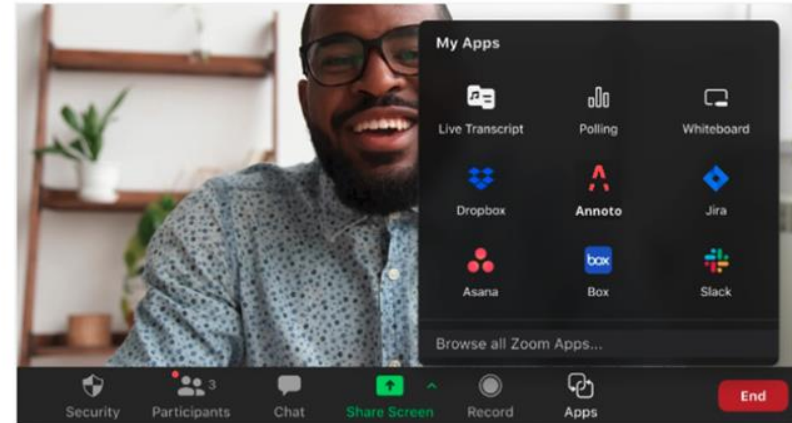 My Apps
Live Transcript Polling Whiteboard
Dropbox Annoto Jira
box
Asana Box Slack
Browse all Zoom Apps...
3
Security Participants Chat Share Screen Record Apps End